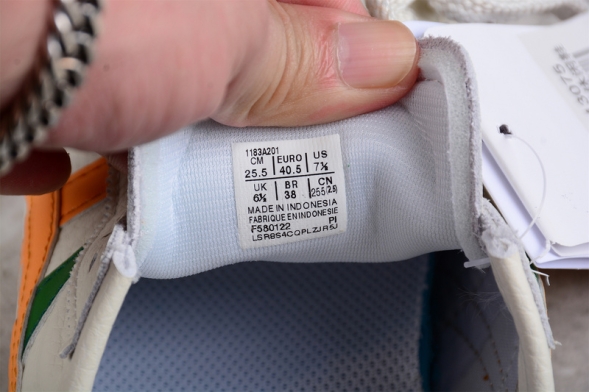 1183A201
CM EURO US
25.5 40.5 7½
UK BR CN
6½ 38 255(2.5)
MADE IN INDONESIA
FABRIQUE EN INDONESIE
F580122 PI